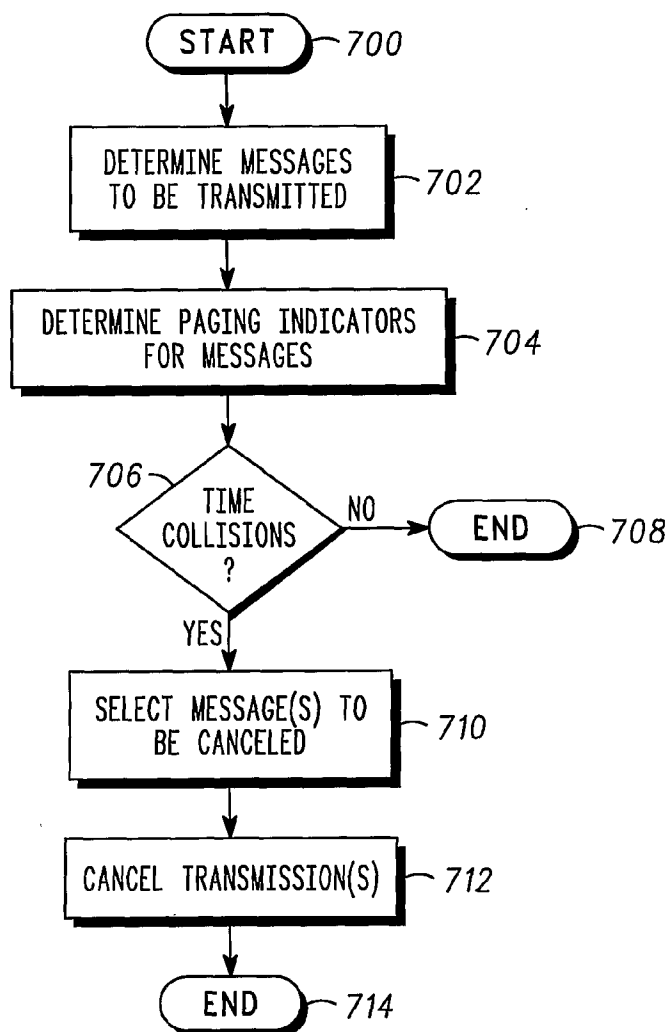 START
700
DETERMINE MESSAGES
TO BE TRANSMITTED
702
DETERMINE PAGING INDICATORS
FOR MESSAGES
704
706
TIME
COLLISIONS
?
NO
END
708
YES
SELECT MESSAGE(S) TO
BE CANCELED
710
CANCEL TRANSMISSION(S)
712
END
714